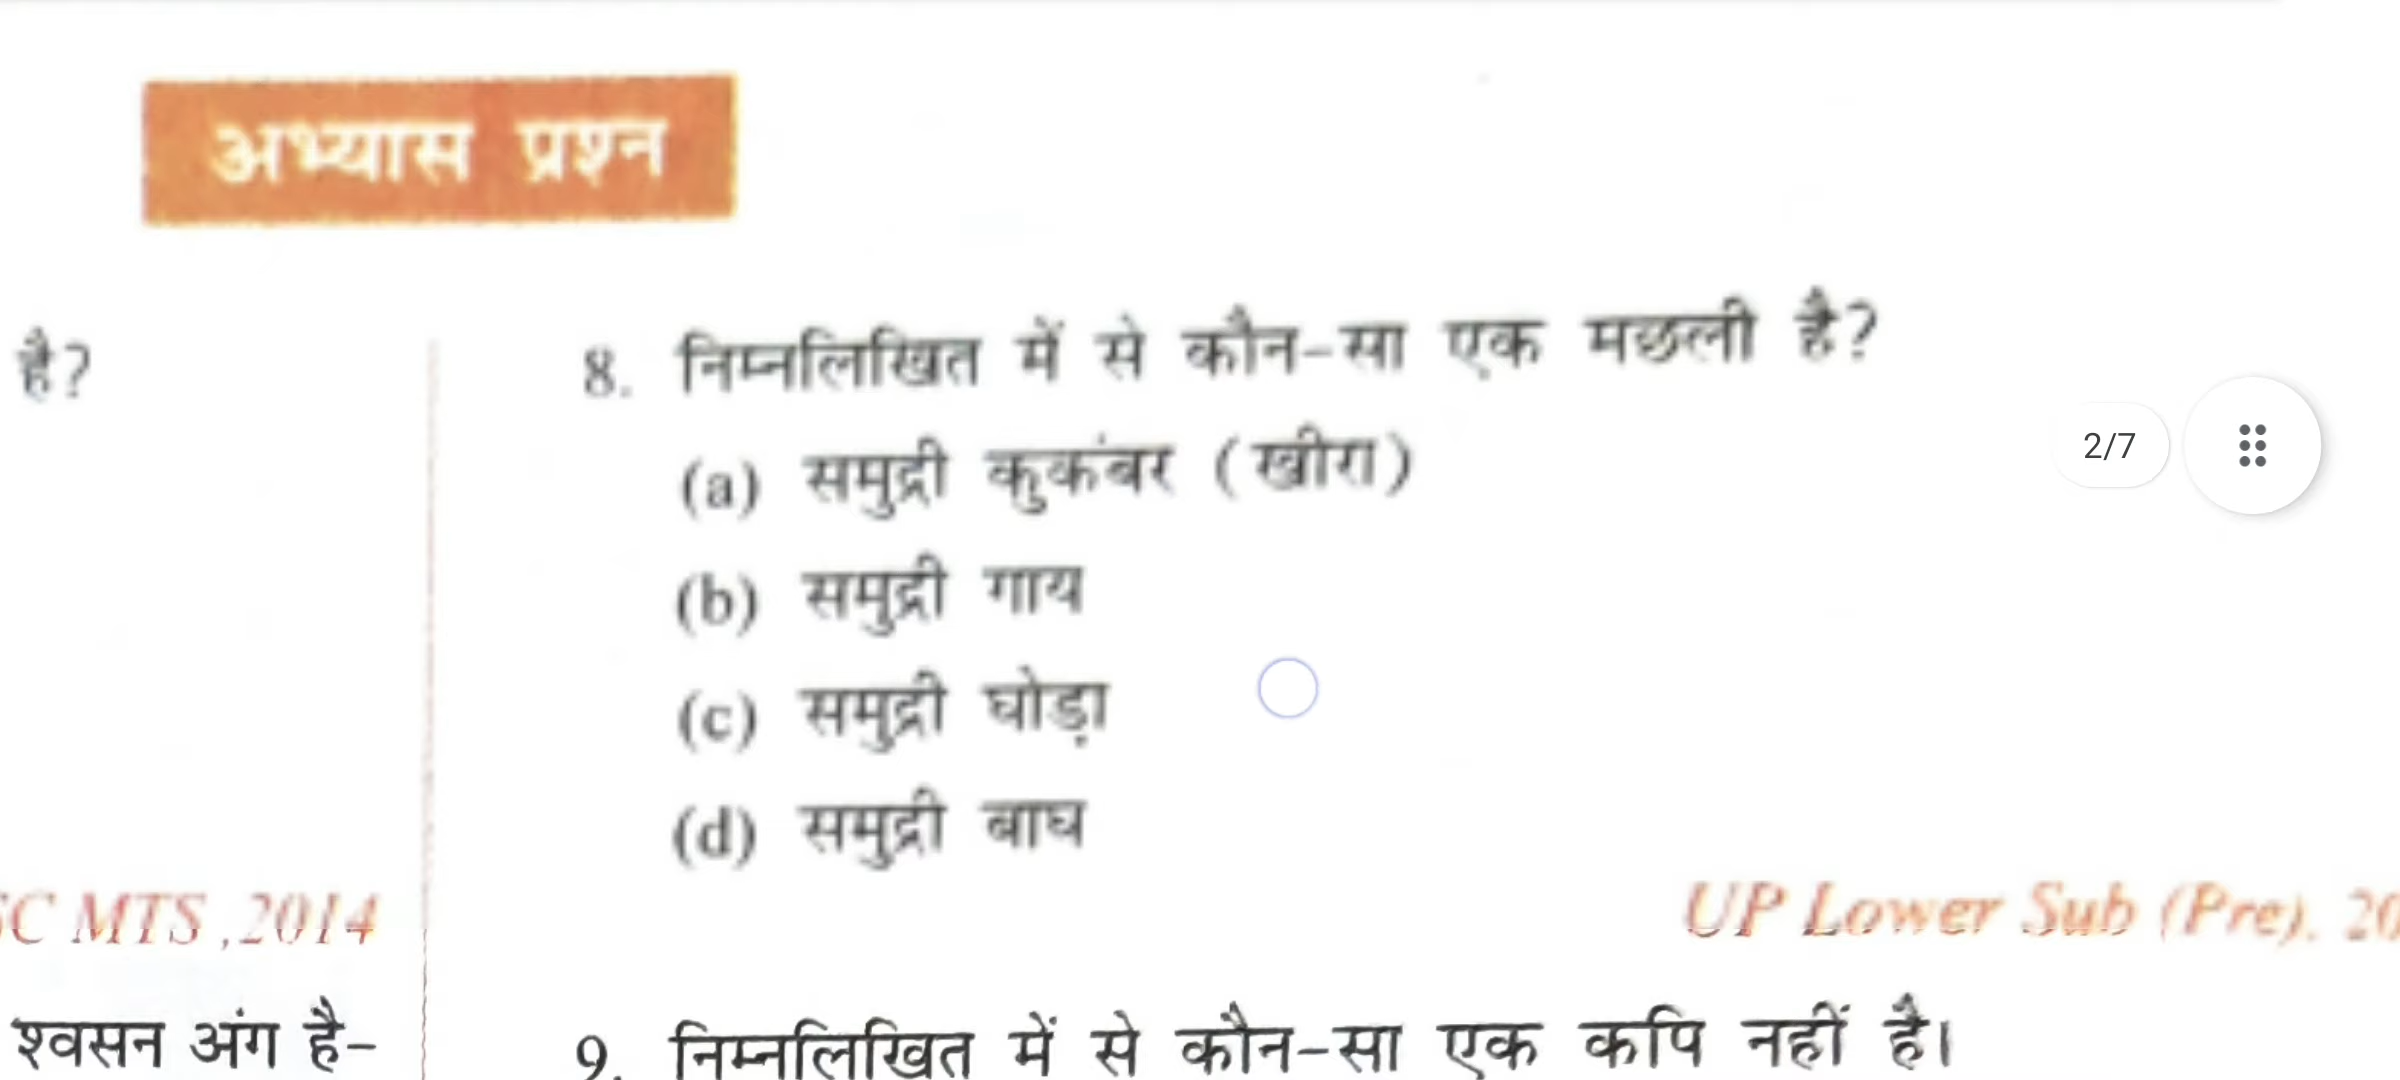 अभ्यास प्रश्न
है?
8. निम्नलिखित में से कौन-सा एक मछली है?
(a) समुद्री कुकंबर (खीरा)
2/7
(b) समुद्री गाय
(c) समुद्री घोड़ा
(d) समुद्री बाघ
SC MTS ,2014
UP Lower Sub (Pre). 20
श्वसन अंग है-
9. निम्नलिखित में से कौन-सा एक कपि नहीं है।